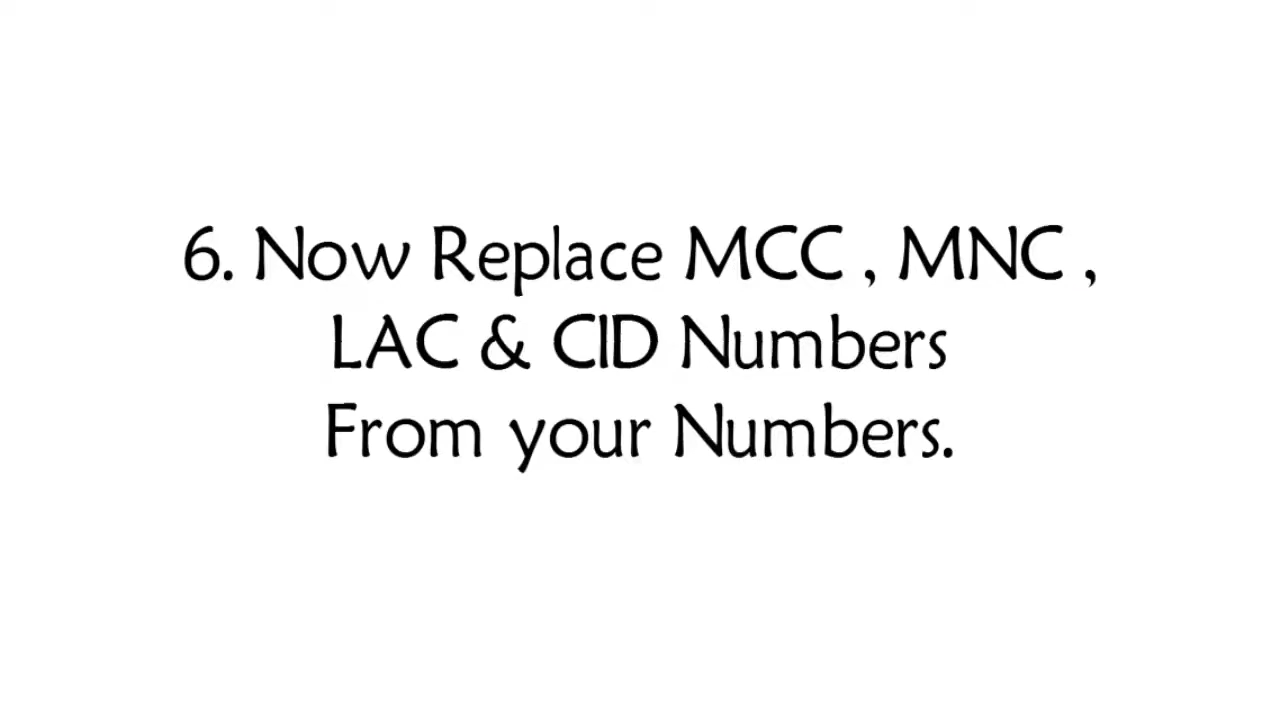 6. Now Replace MCC , MNC ,
LAC & CID Numbers
From your Numbers.